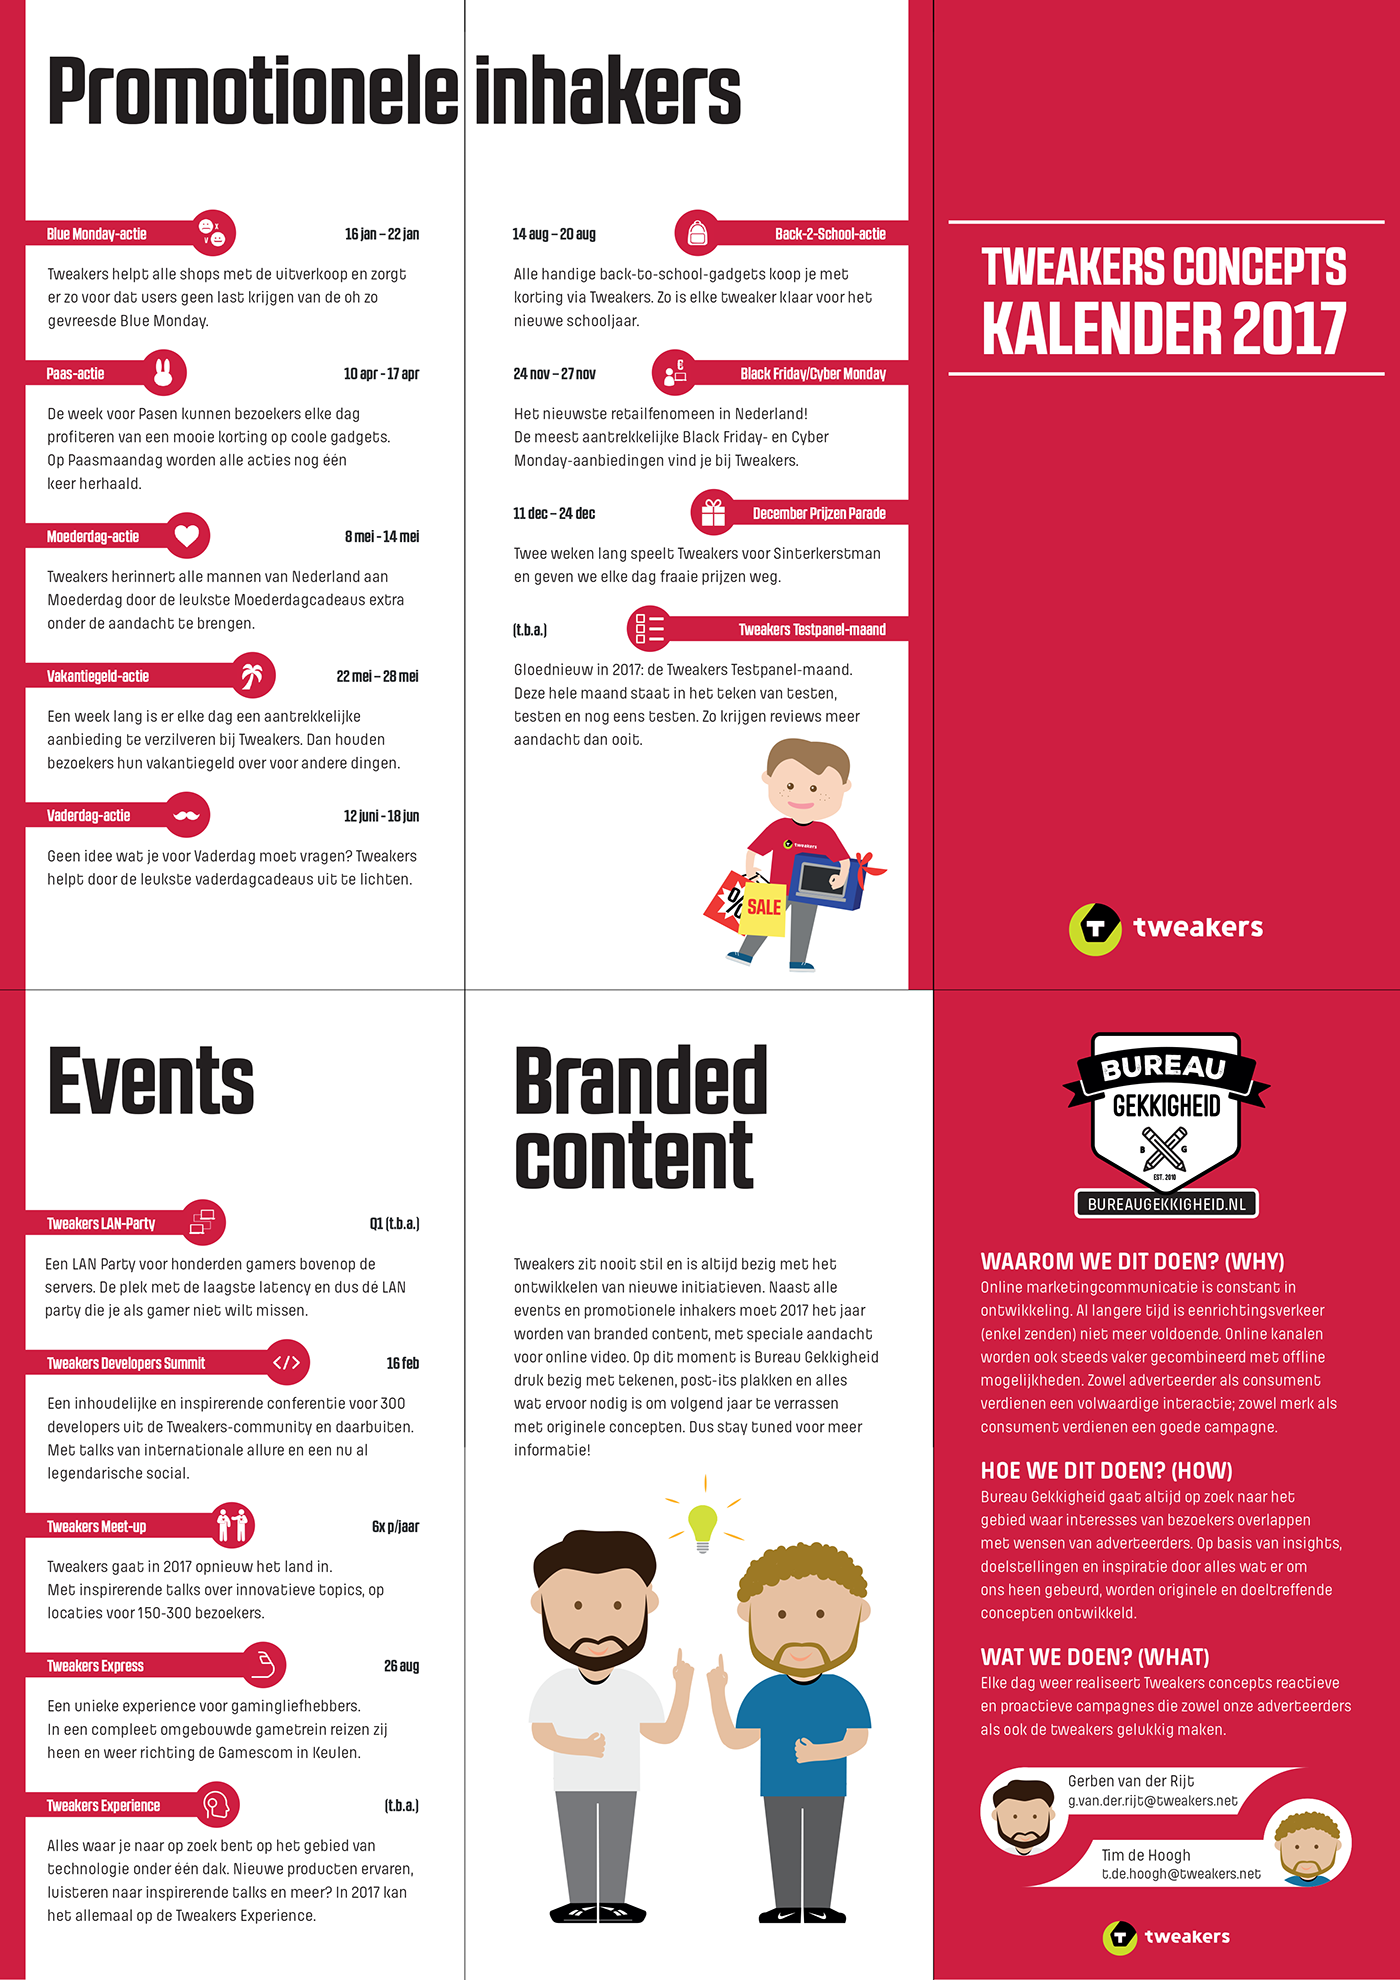 Promotionele inhakers
Blue Monday-actie
16 jan – 22 jan
Tweakers helpt alle shops met de uitverkoop en zorgt
er zo voor dat users geen last krijgen van de oh zo
gevreesde Blue Monday.
Paas-actie
10 apr - 17 apr
De week voor Pasen kunnen bezoekers elke dag
profiteren van een mooie korting op coole gadgets.
Op Paasmaandag worden alle acties nog één
keer herhaald.
Moederdag-actie
8 mei - 14 mei
Tweakers herinnert alle mannen van Nederland aan
Moederdag door de leukste Moederdagcadeaus extra
onder de aandacht te brengen.
Vakantiegeld-actie
22 mei – 28 mei
Een week lang is er elke dag een aantrekkelijke
aanbieding te verzilveren bij Tweakers. Dan houden
bezoekers hun vakantiegeld over voor andere dingen.
Vaderdag-actie
12 juni - 18 jun
Geen idee wat je voor Vaderdag moet vragen? Tweakers
helpt door de leukste vaderdagcadeaus uit te lichten.
14 aug – 20 aug
Back-2-School-actie
Alle handige back-to-school-gadgets koop je met
korting via Tweakers. Zo is elke tweaker klaar voor het
nieuwe schooljaar.
24 nov – 27 nov
€
Black Friday/Cyber Monday
Het nieuwste retailfenomeen in Nederland!
De meest aantrekkelijke Black Friday- en Cyber
Monday-aanbiedingen vind je bij Tweakers.
11 dec – 24 dec
December Prijzen Parade
Twee weken lang speelt Tweakers voor Sinterkerstman
en geven we elke dag fraaie prijzen weg.
(t.b.a.)
Tweakers Testpanel-maand
Gloednieuw in 2017: de Tweakers Testpanel-maand.
Deze hele maand staat in het teken van testen,
testen en nog eens testen. Zo krijgen reviews meer
aandacht dan ooit.
tweakers
%
SALE
TWEAKERS CONCEPTS
KALENDER 2017
T tweakers
Events
Tweakers LAN-Party
Q1 (t.b.a.)
Een LAN Party voor honderden gamers bovenop de
servers. De plek met de laagste latency en dus dé LAN
party die je als gamer niet wilt missen.
Tweakers Developers Summit
</>
16 feb
Een inhoudelijke en inspirerende conferentie voor 300
developers uit de Tweakers-community en daarbuiten.
Met talks van internationale allure en een nu al
legendarische social.
Tweakers Meet-up
6x p/jaar
Tweakers gaat in 2017 opnieuw het land in.
Met inspirerende talks over innovatieve topics, op
locaties voor 150-300 bezoekers.
Tweakers Express
26 aug
Een unieke experience voor gamingliefhebbers.
In een compleet omgebouwde gametrein reizen zij
heen en weer richting de Gamescom in Keulen.
Tweakers Experience
(t.b.a.)
Alles waar je naar op zoek bent op het gebied van
technologie onder één dak. Nieuwe producten ervaren,
luisteren naar inspirerende talks en meer? In 2017 kan
het allemaal op de Tweakers Experience.
Branded
content
Tweakers zit nooit stil en is altijd bezig met het
ontwikkelen van nieuwe initiatieven. Naast alle
events en promotionele inhakers moet 2017 het jaar
worden van branded content, met speciale aandacht
voor online video. Op dit moment is Bureau Gekkigheid
druk bezig met tekenen, post-its plakken en alles
wat ervoor nodig is om volgend jaar te verrassen
met originele concepten. Dus stay tuned voor meer
informatie!
BUREAU
GEKKIGHEID
B G
EST. 2010
BUREAUGEKKIGHEID.NL
WAAROM WE DIT DOEN? (WHY)
Online marketingcommunicatie is constant in
ontwikkeling. Al langere tijd is eenrichtingsverkeer
(enkel zenden) niet meer voldoende. Online kanalen
worden ook steeds vaker gecombineerd met offline
mogelijkheden. Zowel adverteerder als consument
verdienen een volwaardige interactie; zowel merk als
consument verdienen een goede campagne.
HOE WE DIT DOEN? (HOW)
Bureau Gekkigheid gaat altijd op zoek naar het
gebied waar interesses van bezoekers overlappen
met wensen van adverteerders. Op basis van insights,
doelstellingen en inspiratie door alles wat er om
ons heen gebeurd, worden originele en doeltreffende
concepten ontwikkeld.
WAT WE DOEN? (WHAT)
Elke dag weer realiseert Tweakers concepts reactieve
en proactieve campagnes die zowel onze adverteerders
als ook de tweakers gelukkig maken.
Gerben van der Rijt
g.van.der.rijt@tweakers.net
Tim de Hoogh
t.de.hoogh@tweakers.net
T tweakers